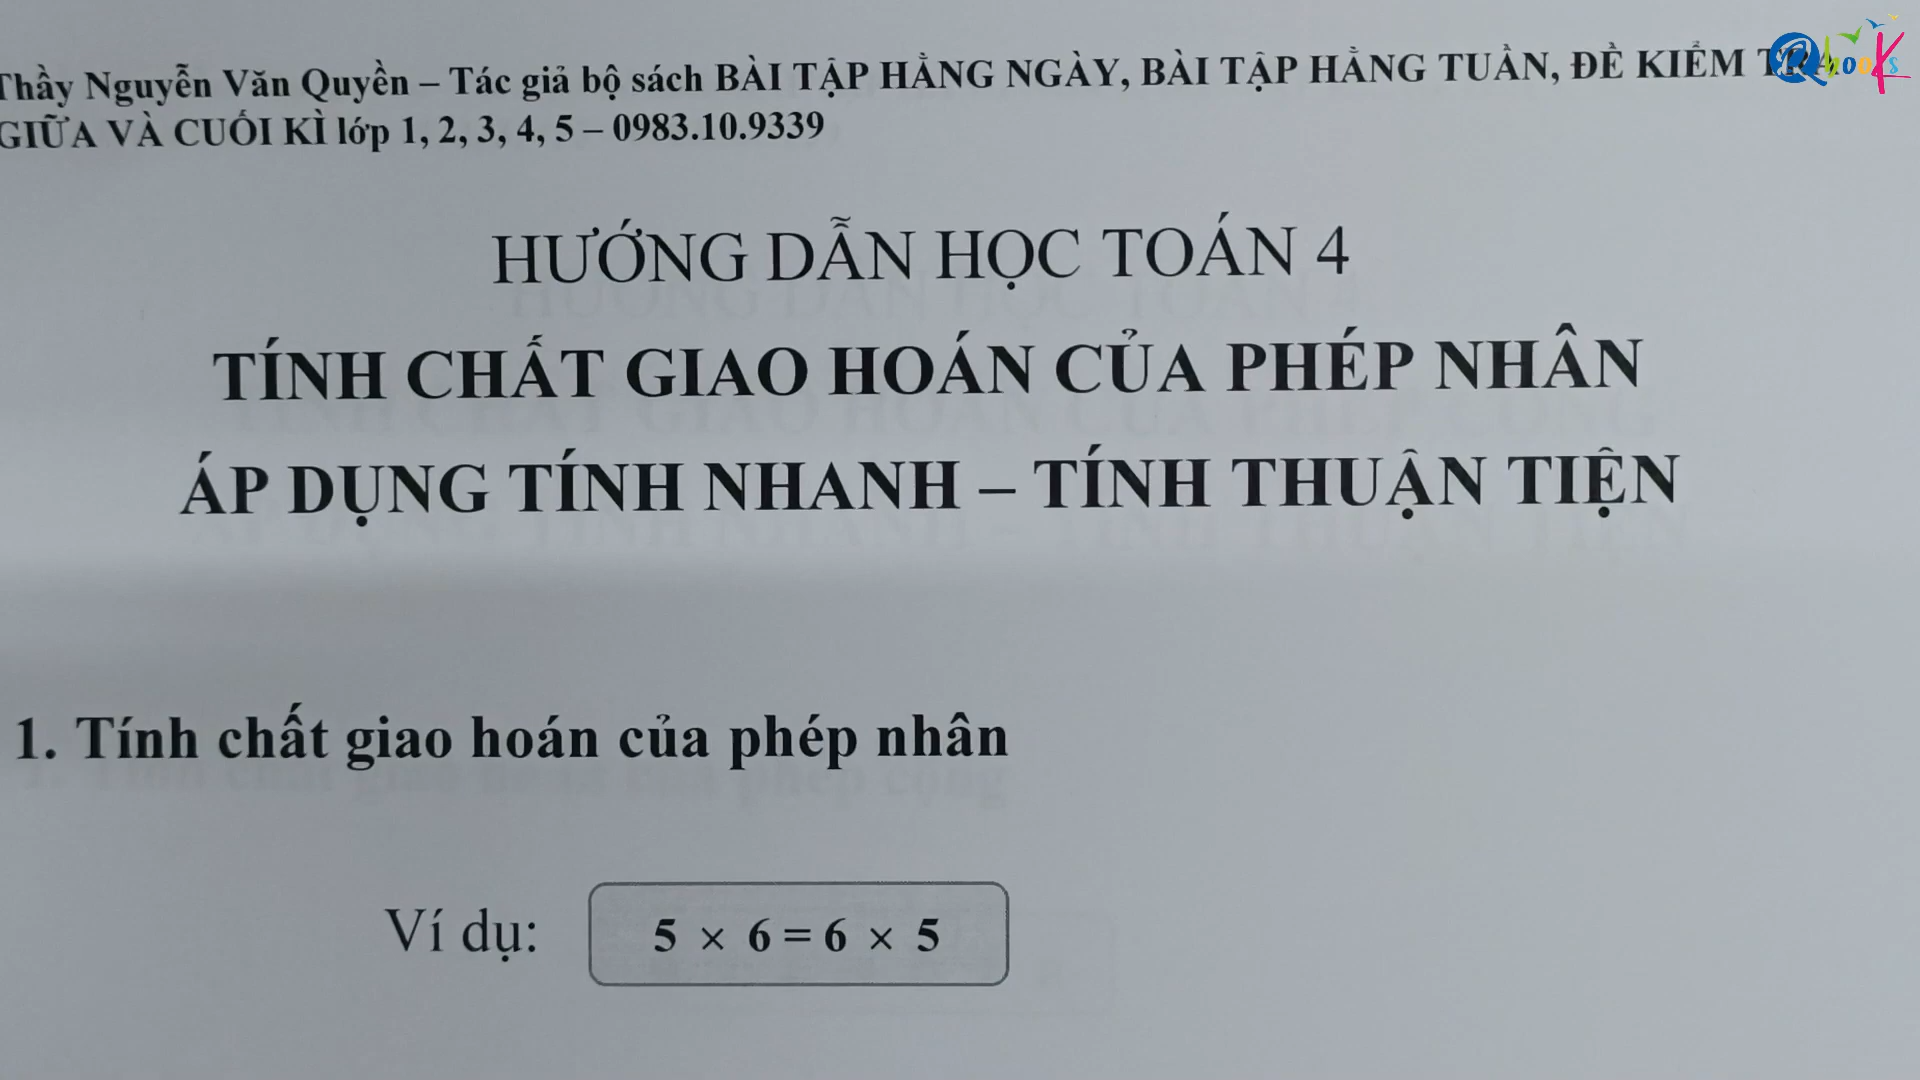 Thầy Nguyễn Văn Quyền – Tác giả bộ sách BÀI TẬP HẰNG NGÀY, BÀI TẬP HẰNG TUẦN, ĐỀ KIỂM TRA
GIỮA VÀ CUỐI KÌ lớp 1, 2, 3, 4, 5 – 0983.10.9339
Qbooks
HƯỚNG DẪN HỌC TOÁN 4
TÍNH CHẤT GIAO HOÁN CỦA PHÉP NHÂN
ÁP DỤNG TÍNH NHANH – TÍNH THUẬN TIỆN
1. Tính chất giao hoán của phép nhân
Ví dụ: 5 × 6 = 6 × 5